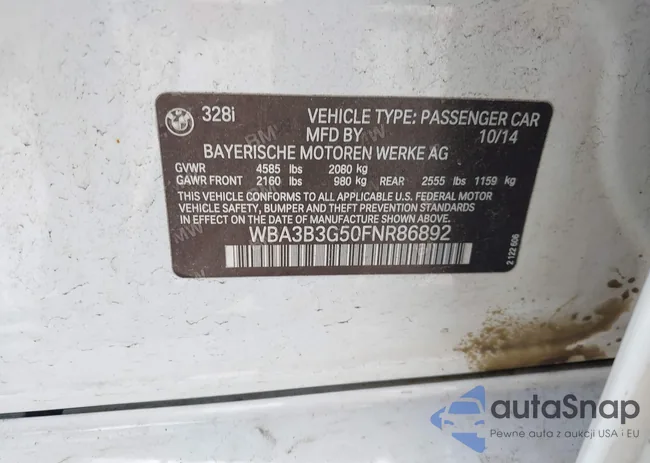 328i VEHICLE TYPE: PASSENGER CAR
MFD BY 10/14
BAYERISCHE MOTOREN WERKE AG
GVWR 4585 lbs 2080 kg
GAWR FRONT 2160 lbs 980 kg REAR 2555 lbs 1159 kg
THIS VEHICLE CONFORMS TO ALL APPLICABLE U.S. FEDERAL MOTOR
VEHICLE SAFETY, BUMPER AND THEFT PREVENTION STANDARDS
IN EFFECT ON THE DATE OF MANUFACTURE SHOWN ABOVE.
WBA3B3G50FNR86892
2 122 606
autoSnap
Pewne auta z aukcji USA i EU